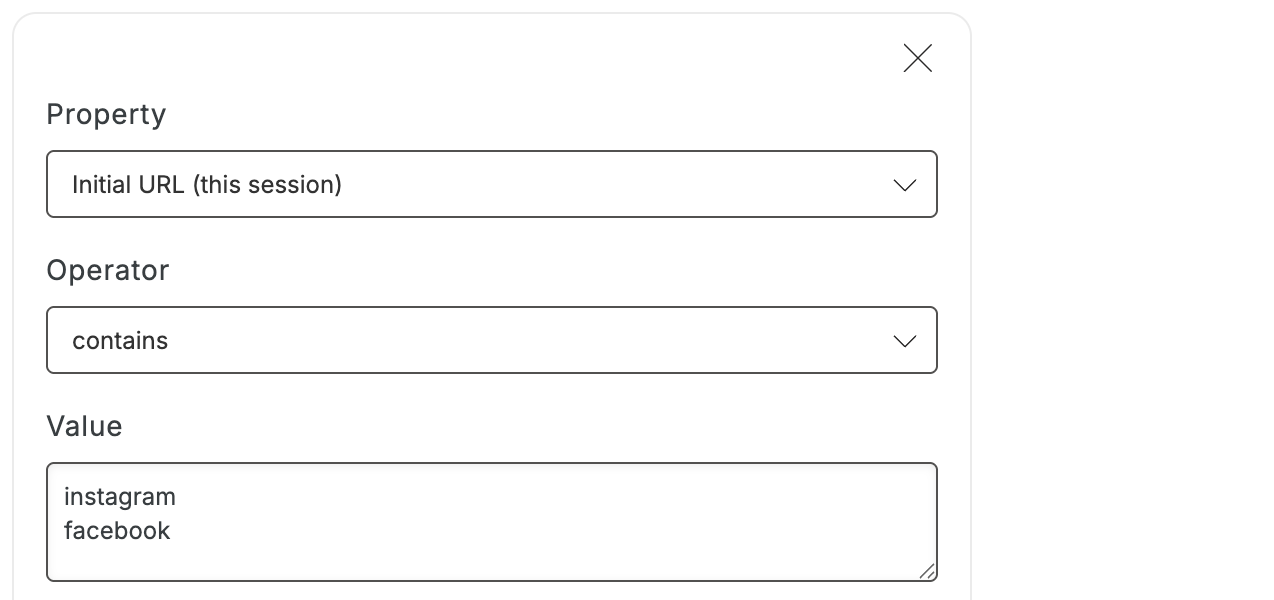 Property
Initial URL (this session)
Operator
contains
Value
instagram
facebook